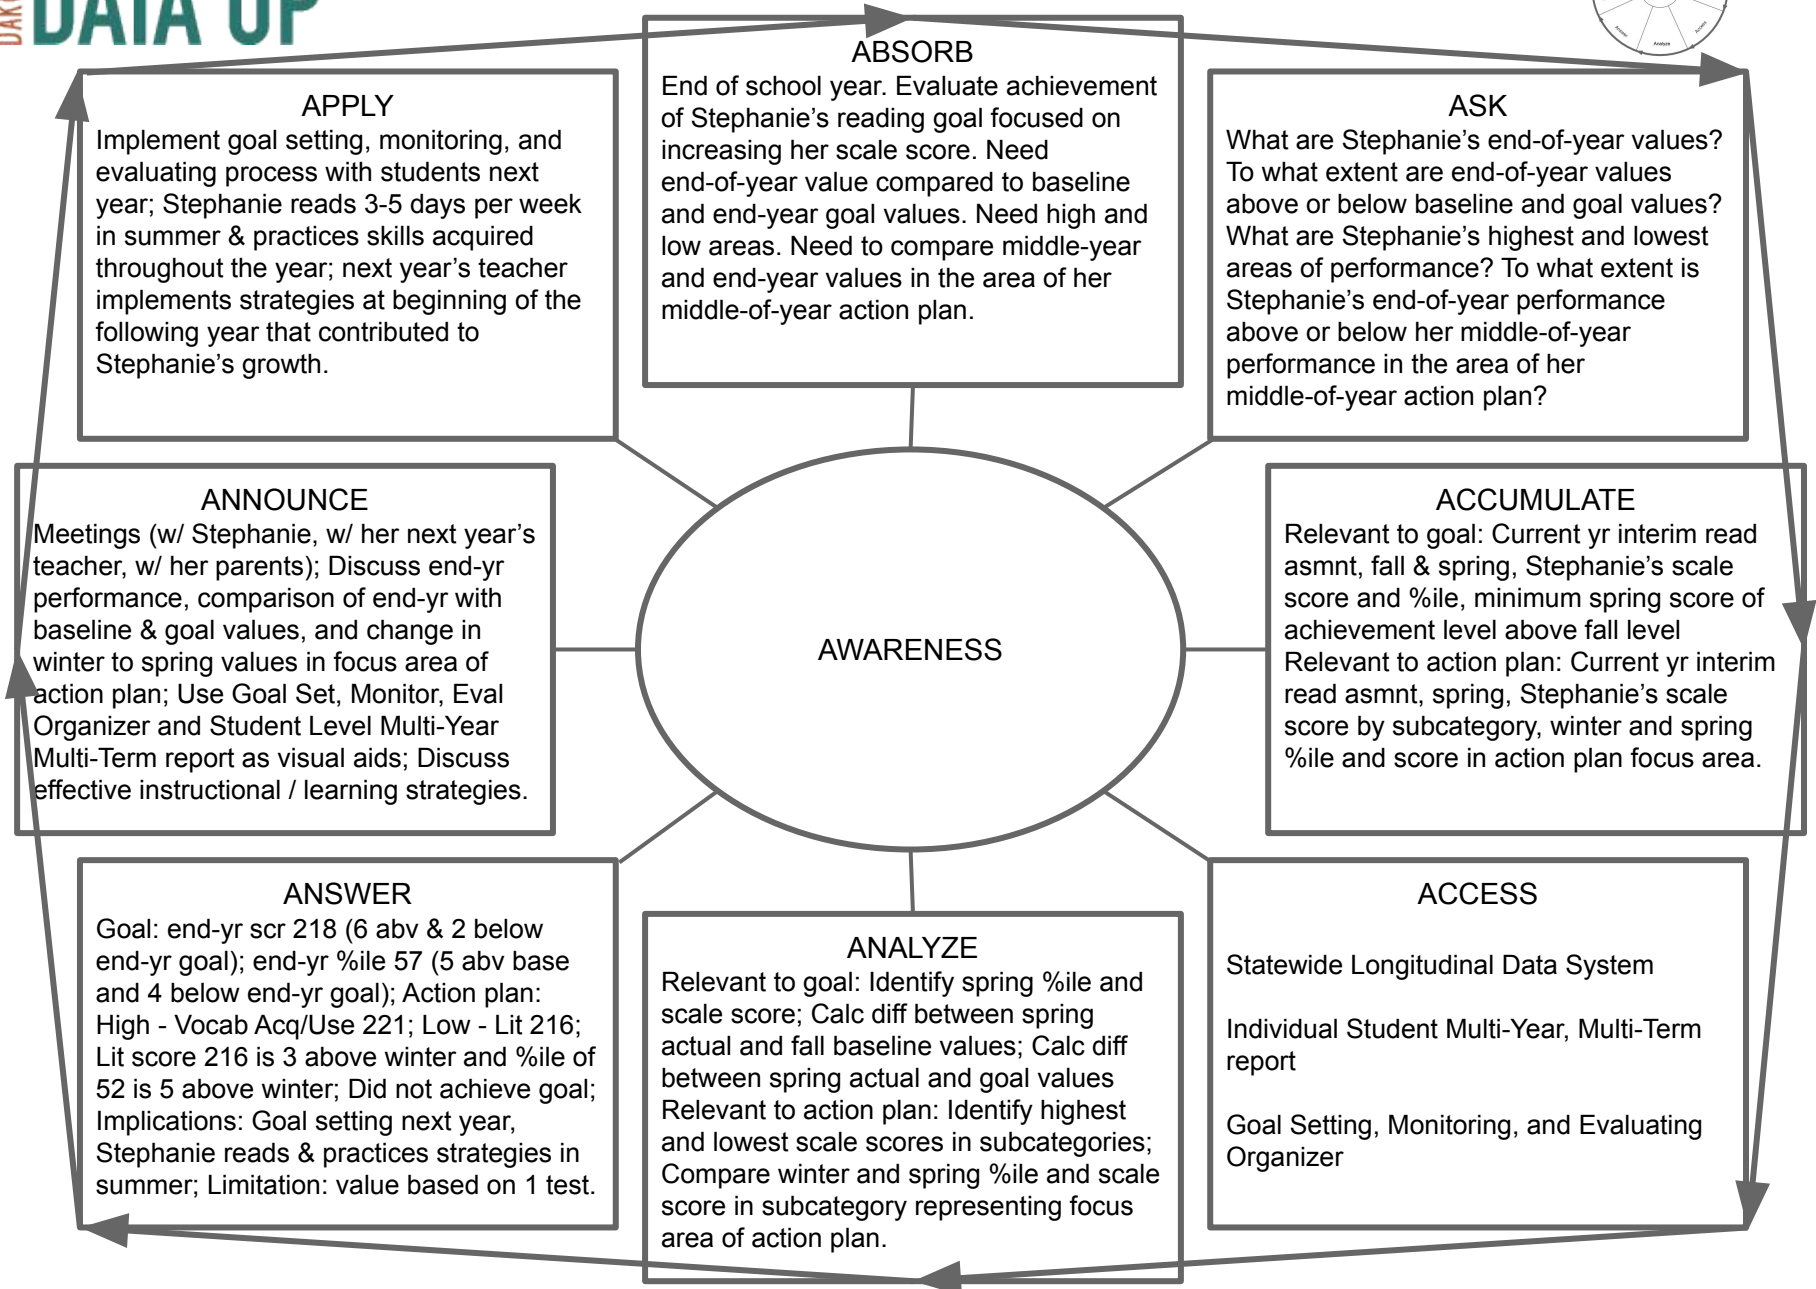 DATA UP
ABSORB
End of school year. Evaluate achievement
of Stephanie’s reading goal focused on
increasing her scale score. Need
end-of-year value compared to baseline
and end-year goal values. Need high and
low areas. Need to compare middle-year
and end-year values in the area of her
middle-of-year action plan.
Analyze
Access
Answer
ASK
What are Stephanie’s end-of-year values?
To what extent are end-of-year values
above or below baseline and goal values?
What are Stephanie’s highest and lowest
areas of performance? To what extent is
Stephanie’s end-of-year performance
above or below her middle-of-year
performance in the area of her
middle-of-year action plan?
ACCUMULATE
Relevant to goal: Current yr interim read
asmnt, fall & spring, Stephanie’s scale
score and %ile, minimum spring score of
achievement level above fall level
Relevant to action plan: Current yr interim
read asmnt, spring, Stephanie’s scale
score by subcategory, winter and spring
%ile and score in action plan focus area.
ACCESS
Statewide Longitudinal Data System
Individual Student Multi-Year, Multi-Term
report
Goal Setting, Monitoring, and Evaluating
Organizer
ANALYZE
Relevant to goal: Identify spring %ile and
scale score; Calc diff between spring
actual and fall baseline values; Calc diff
between spring actual and goal values
Relevant to action plan: Identify highest
and lowest scale scores in subcategories;
Compare winter and spring %ile and scale
score in subcategory representing focus
area of action plan.
ANSWER
Goal: end-yr scr 218 (6 abv & 2 below
end-yr goal); end-yr %ile 57 (5 abv base
and 4 below end-yr goal); Action plan:
High - Vocab Acq/Use 221; Low - Lit 216;
Lit score 216 is 3 above winter and %ile of
52 is 5 above winter; Did not achieve goal;
Implications: Goal setting next year,
Stephanie reads & practices strategies in
summer; Limitation: value based on 1 test.
ANNOUNCE
Meetings (w/ Stephanie, w/ her next year’s
teacher, w/ her parents); Discuss end-yr
performance, comparison of end-yr with
baseline & goal values, and change in
winter to spring values in focus area of
action plan; Use Goal Set, Monitor, Eval
Organizer and Student Level Multi-Year
Multi-Term report as visual aids; Discuss
effective instructional / learning strategies.
APPLY
Implement goal setting, monitoring, and
evaluating process with students next
year; Stephanie reads 3-5 days per week
in summer & practices skills acquired
throughout the year; next year’s teacher
implements strategies at beginning of the
following year that contributed to
Stephanie’s growth.
AWARENESS